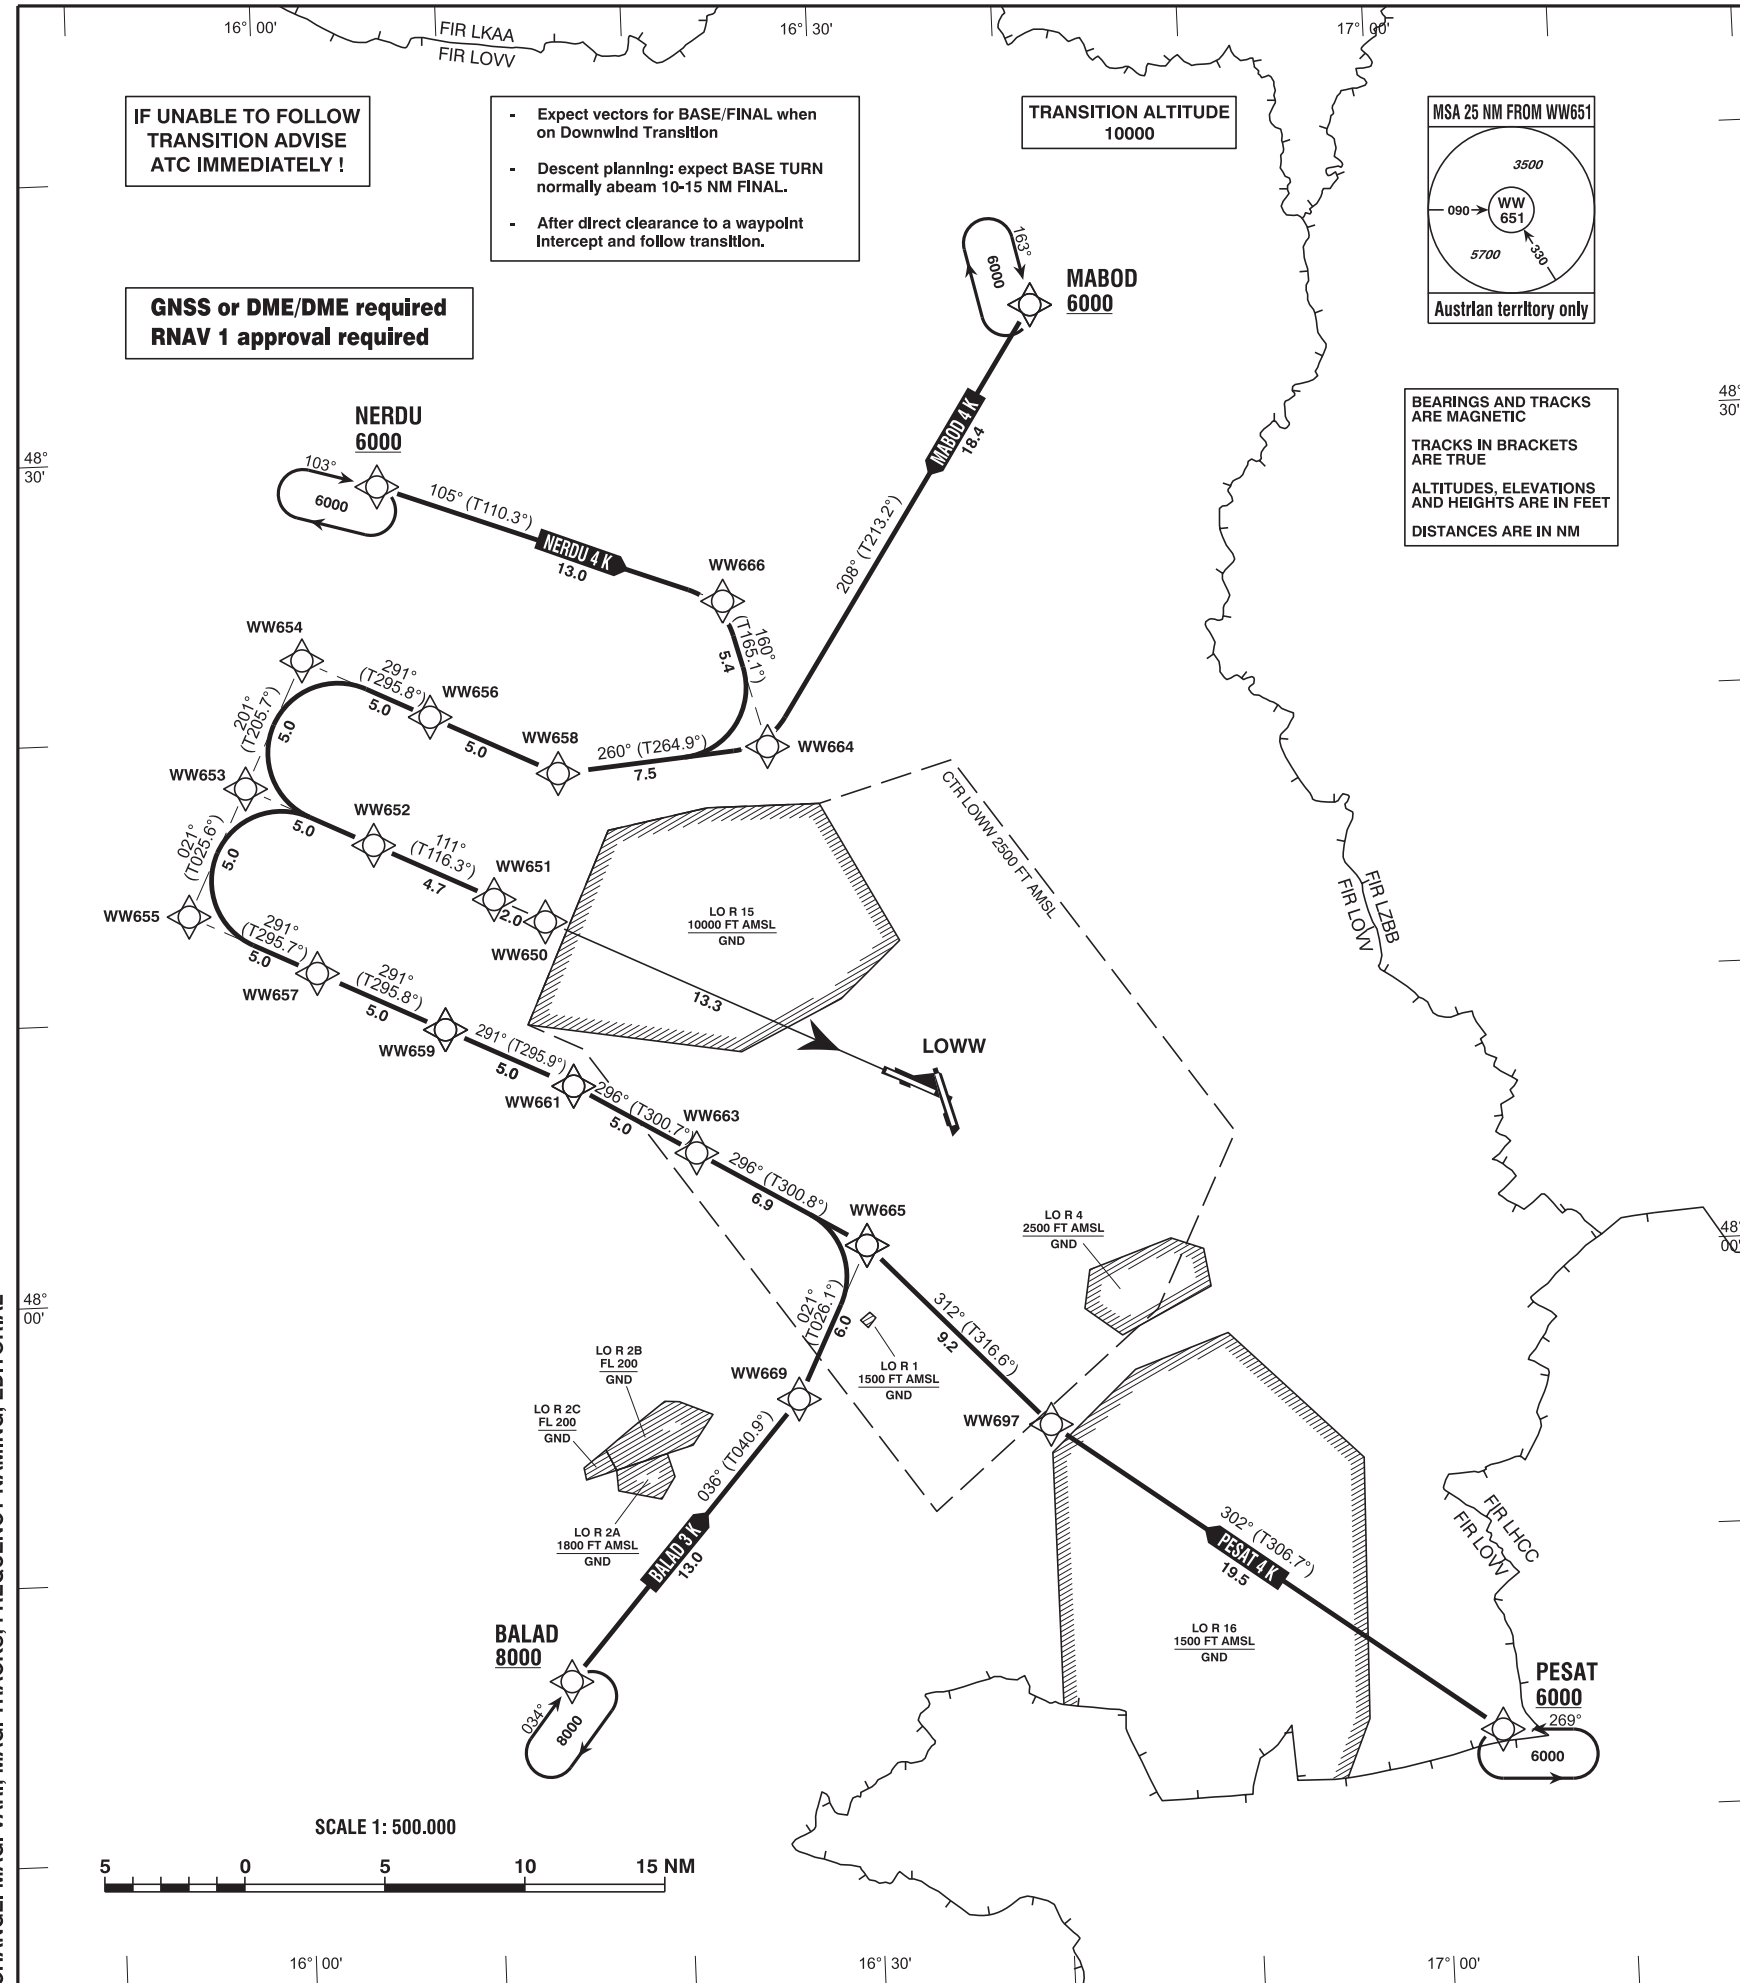 16° 00'
16° 30'
17° 00'
FIR LKAA
FIR LOVV
IF UNABLE TO FOLLOW
TRANSITION ADVISE
ATC IMMEDIATELY !
- Expect vectors for BASE/FINAL when
on Downwind Transition
- Descent planning: expect BASE TURN
normally abeam 10-15 NM FINAL.
- After direct clearance to a waypoint
Intercept and follow transition.
TRANSITION ALTITUDE
10000
MSA 25 NM FROM WW651
3500
090
WW
651
5700
330
Austrian territory only
GNSS or DME/DME required
RNAV 1 approval required
163°
6000
MABOD
6000
MABOD 4 K
18.4
208° (T213.2°)
BEARINGS AND TRACKS
ARE MAGNETIC
TRACKS IN BRACKETS
ARE TRUE
ALTITUDES, ELEVATIONS
AND HEIGHTS ARE IN FEET
DISTANCES ARE IN NM
48°
30'
48°
30'
NERDU
6000
103°
6000
105° (T110.3°)
NERDU 4 K
13.0
WW666
160°
(T165.1°)
5.4
WW654
291°
(T295.8°)
5.0
WW656
5.0
WW658
260° (T264.9°)
7.5
WW664
201°
(T205.7°)
5.0
WW653
5.0
WW652
111°
(T116.3°)
4.7
WW651
2.0
WW650
021°
(T025.6°)
5.0
WW655
291°
(T295.7°)
5.0
WW657
291°
(T295.8°)
5.0
WW659
291° (T295.9°)
5.0
WW661
296° (T300.7°)
5.0
WW663
296° (T300.8°)
6.9
WW665
LO R 15
10000 FT AMSL
GND
13.3
CTR LOWW 2500 FT AMSL
LOWW
FIR LZBB
FIR LOVV
LO R 4
2500 FT AMSL
GND
48°
00'
48°
00'
021°
(T026.1°)
6.0
312° (T316.6°)
9.2
LO R 1
1500 FT AMSL
GND
LO R 2B
FL 200
GND
LO R 2C
FL 200
GND
LO R 2A
1800 FT AMSL
GND
WW669
036° (T040.9°)
BALAD 3 K
13.0
WW697
302° (T306.7°)
PESAT 4 K
19.5
FIR LHCC
FIR LOVV
LO R 16
1500 FT AMSL
GND
BALAD
8000
034°
8000
PESAT
6000
269°
6000
SCALE 1: 500.000
5 0 5 10 15 NM
16° 00'
16° 30'
17° 00'